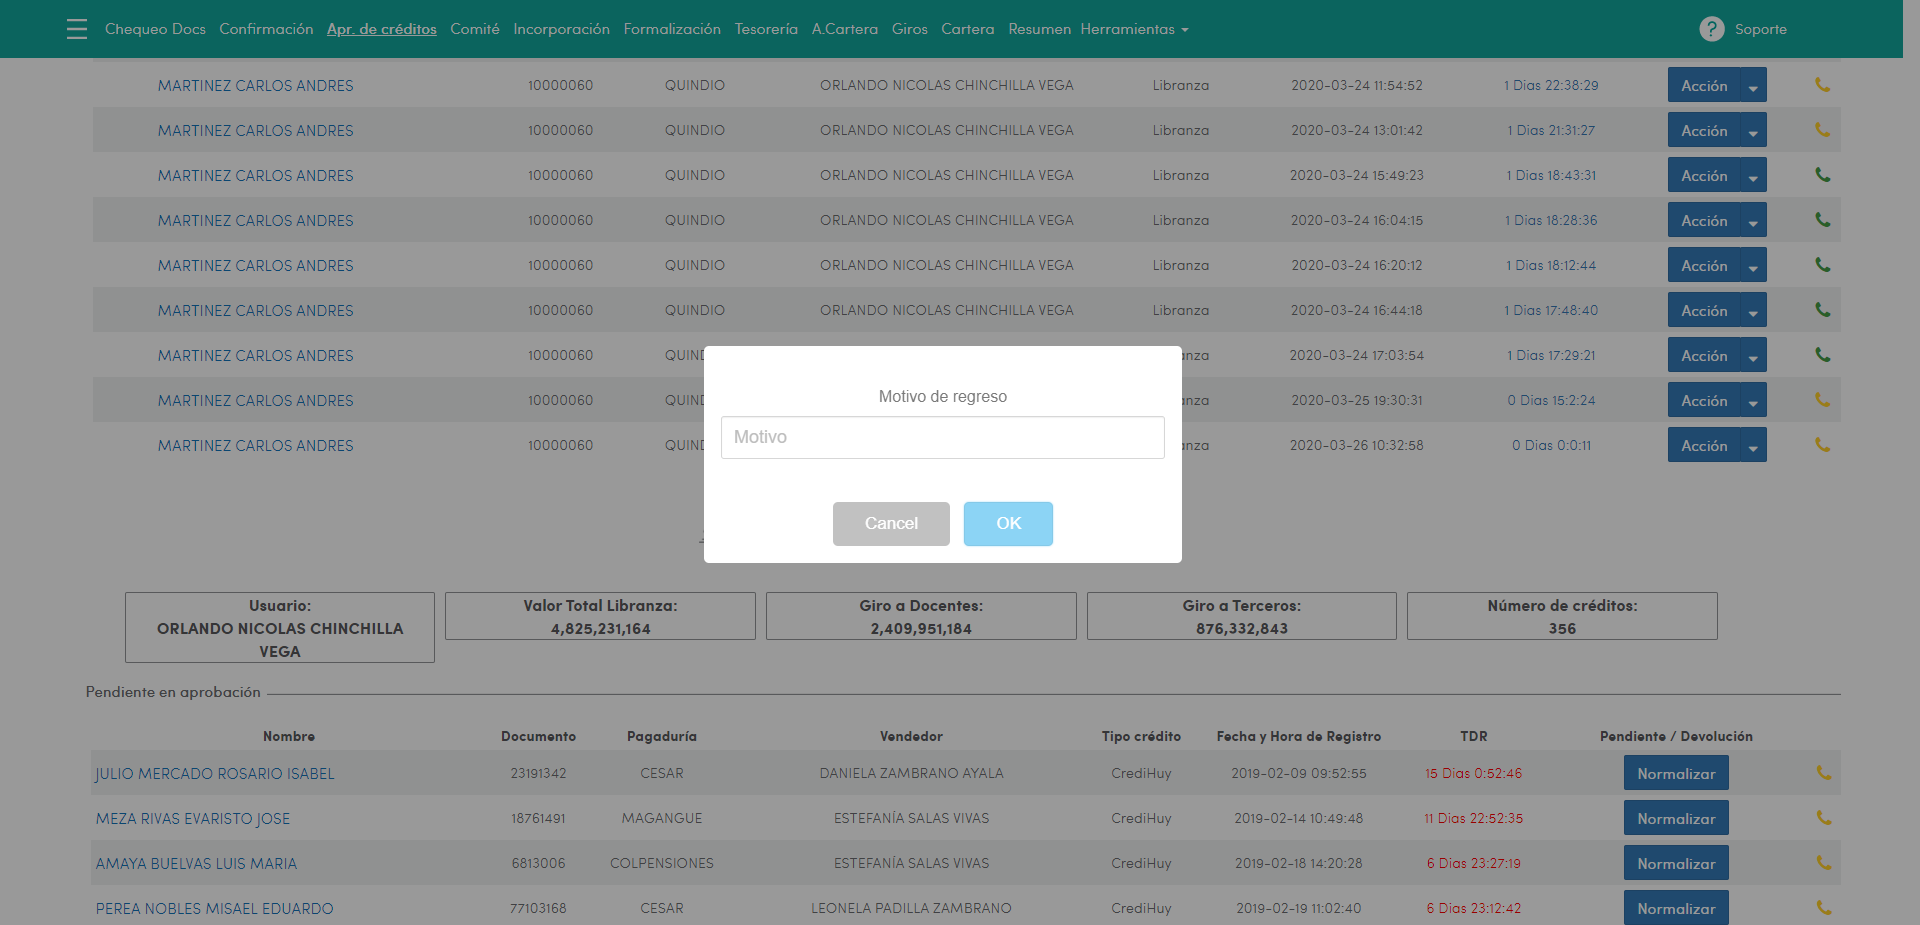 Chequeo Docs Confirmación Apr. de créditos Comité Incorporación Formalización Tesorería A.Cartera Giros Cartera Resumen Herramientas ? Soporte
MARTINEZ CARLOS ANDRES 10000060 QUINDIO ORLANDO NICOLAS CHINCHILLA VEGA Libranza 2020-03-24 11:54:52 1 Dias 22:38:29 Acción
MARTINEZ CARLOS ANDRES 10000060 QUINDIO ORLANDO NICOLAS CHINCHILLA VEGA Libranza 2020-03-24 13:01:42 1 Dias 21:31:27 Acción
MARTINEZ CARLOS ANDRES 10000060 QUINDIO ORLANDO NICOLAS CHINCHILLA VEGA Libranza 2020-03-24 15:49:23 1 Dias 18:43:31 Acción
MARTINEZ CARLOS ANDRES 10000060 QUINDIO ORLANDO NICOLAS CHINCHILLA VEGA Libranza 2020-03-24 16:04:15 1 Dias 18:28:36 Acción
MARTINEZ CARLOS ANDRES 10000060 QUINDIO ORLANDO NICOLAS CHINCHILLA VEGA Libranza 2020-03-24 16:20:12 1 Dias 18:12:44 Acción
MARTINEZ CARLOS ANDRES 10000060 QUINDIO ORLANDO NICOLAS CHINCHILLA VEGA Libranza 2020-03-24 16:44:18 1 Dias 17:48:40 Acción
MARTINEZ CARLOS ANDRES 10000060 QUIND anza 2020-03-24 17:03:54 1 Dias 17:29:21 Acción
MARTINEZ CARLOS ANDRES 10000060 QUIND anza 2020-03-25 19:30:31 0 Dias 15:2:24 Acción
MARTINEZ CARLOS ANDRES 10000060 QUIND anza 2020-03-26 10:32:58 0 Dias 0:0:11 Acción
Motivo de regreso
Motivo
Cancel OK
Usuario: Valor Total Libranza: Giro a Docentes: Giro a Terceros: Número de créditos:
ORLANDO NICOLAS CHINCHILLA 4,825,231,164 2,409,951,184 876,332,843 356
VEGA
Pendiente en aprobación
Nombre Documento Pagaduría Vendedor Tipo crédito Fecha y Hora de Registro TDR Pendiente / Devolución
JULIO MERCADO ROSARIO ISABEL 23191342 CESAR DANIELA ZAMBRANO AYALA CrediHuy 2019-02-09 09:52:55 15 Dias 0:52:46 Normalizar
MEZA RIVAS EVARISTO JOSE 18761491 MAGANGUE ESTEFANÍA SALAS VIVAS CrediHuy 2019-02-14 10:49:48 11 Dias 22:52:35 Normalizar
AMAYA BUELVAS LUIS MARIA 6813006 COLPENSIONES ESTEFANÍA SALAS VIVAS CrediHuy 2019-02-18 14:20:28 6 Dias 23:27:19 Normalizar
PEREA NOBLES MISAEL EDUARDO 77103168 CESAR LEONELA PADILLA ZAMBRANO CrediHuy 2019-02-19 11:02:40 6 Dias 23:12:42 Normalizar